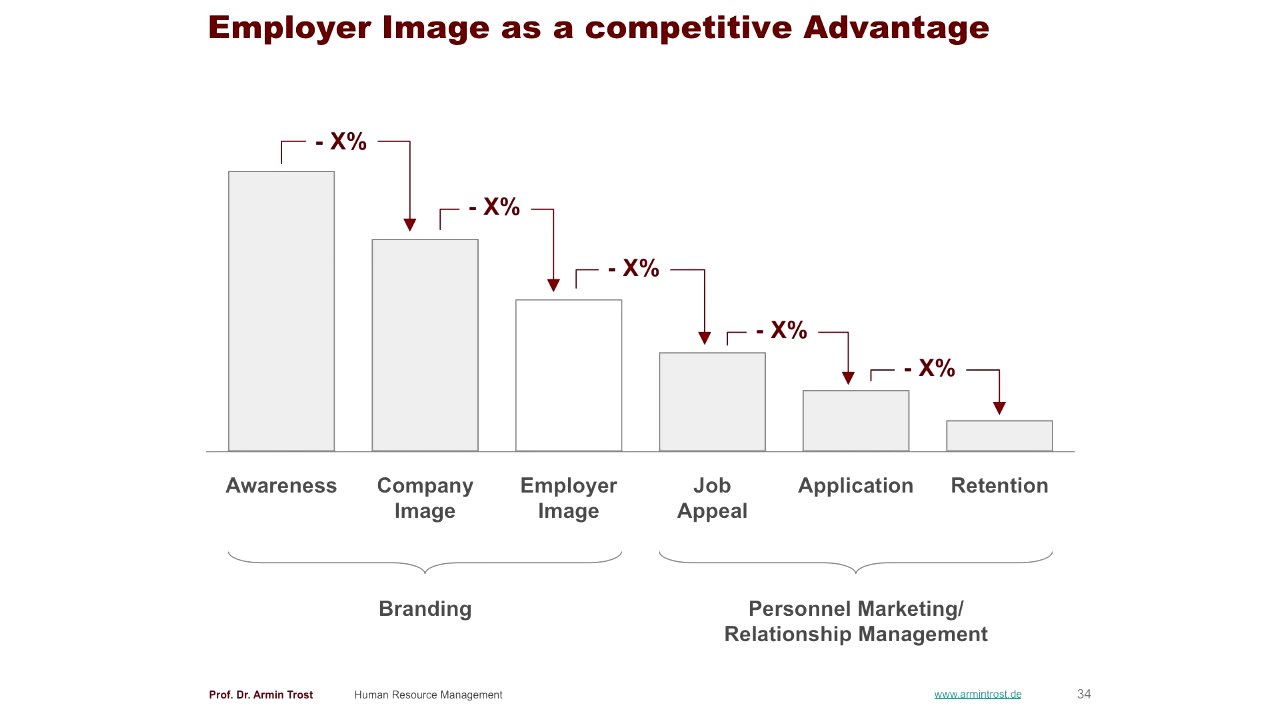 Employer Image as a competitive Advantage
- X%
- X%
- X%
- X%
- X%
Awareness
Company
Image
Employer
Image
Job
Appeal
Application
Retention
Branding
Personnel Marketing/
Relationship Management
Prof. Dr. Armin Trost
Human Resource Management
www.armintrost.de
34